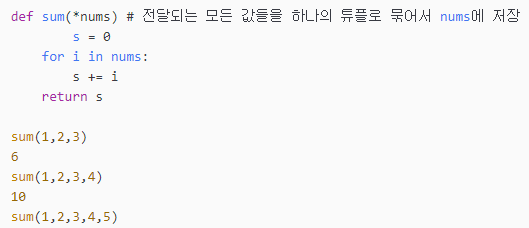 def sum(*nums) # 전달되는 모든 값들을 하나의 튜플로 묶어서 nums에 저장
        s = 0
    for i in nums:
        s += i
    return s

sum(1,2,3)
6
sum(1,2,3,4)
10
sum(1,2,3,4,5)